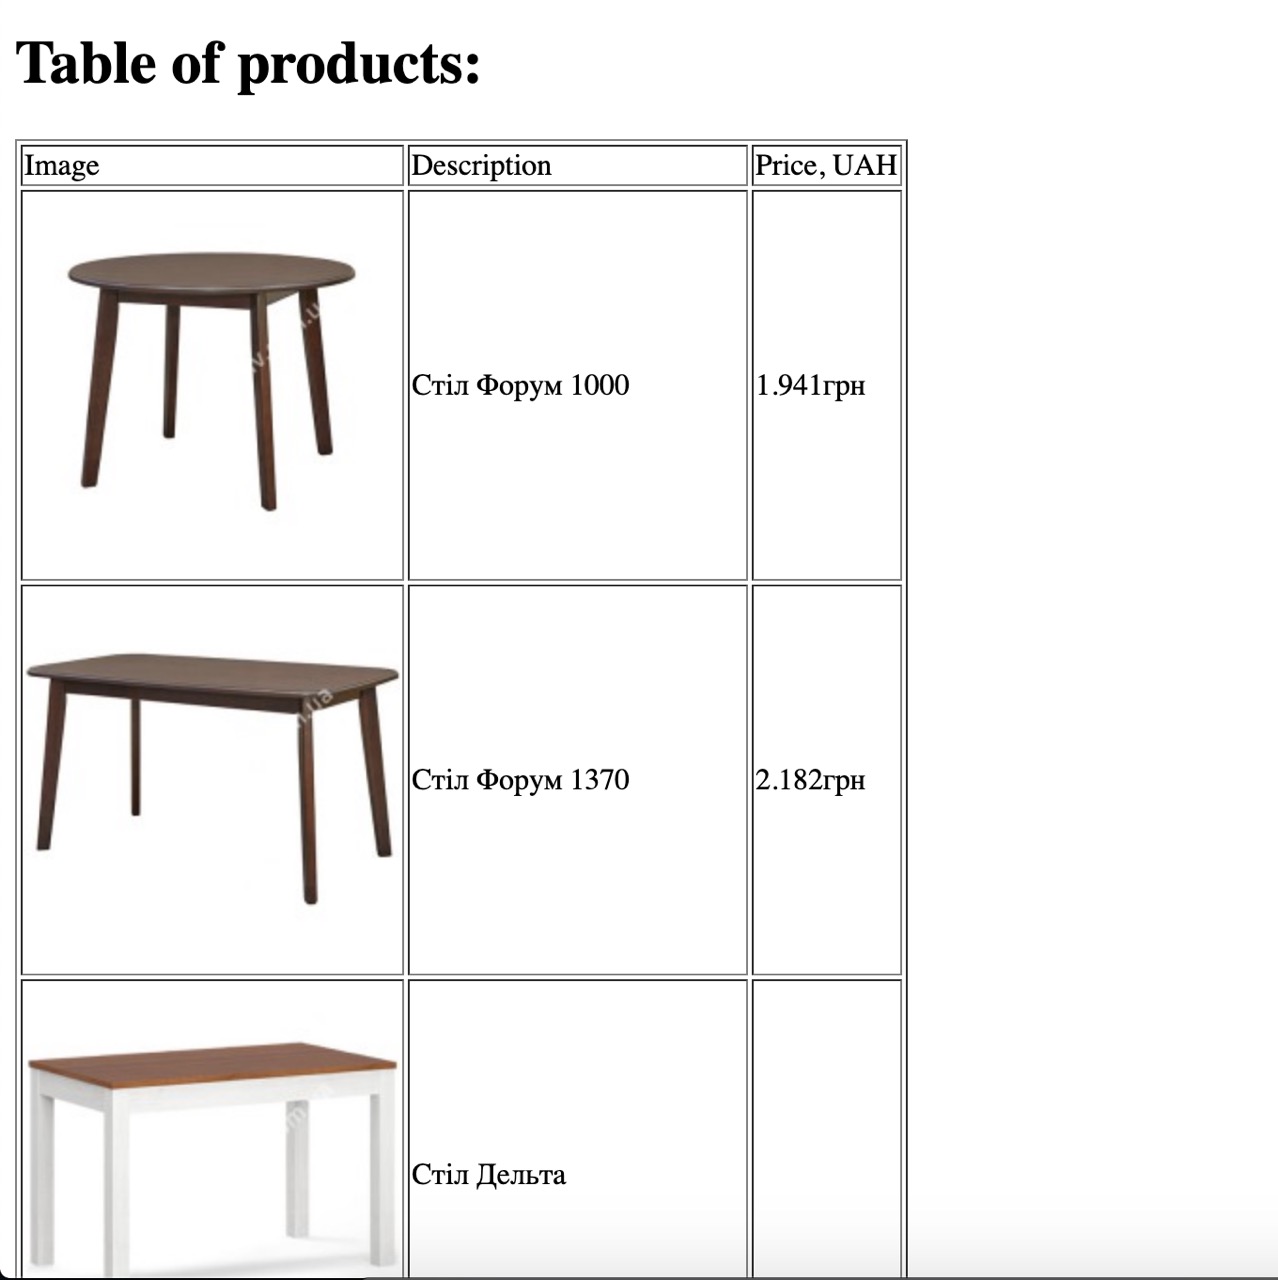 Table of products:
Image Description Price, UAH
Стіл Форум 1000 1.941грн
Стіл Форум 1370 2.182грн
Стіл Дельта